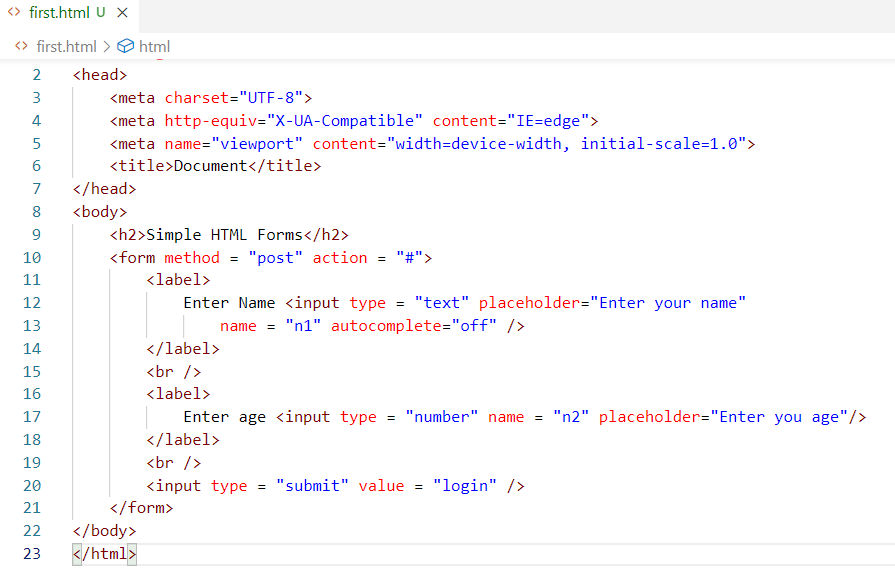 first.html U
first.html > html
2 <head>
3 <meta charset="UTF-8">
4 <meta http-equiv="X-UA-Compatible" content="IE=edge">
5 <meta name="viewport" content="width=device-width, initial-scale=1.0">
6 <title>Document</title>
7 </head>
8 <body>
9 <h2>Simple HTML Forms</h2>
10 <form method = "post" action = "#">
11 <label>
12 Enter Name <input type = "text" placeholder="Enter your name"
13 name = "n1" autocomplete="off" />
14 </label>
15 <br />
16 <label>
17 Enter age <input type = "number" name = "n2" placeholder="Enter you age"/>
18 </label>
19 <br />
20 <input type = "submit" value = "login" />
21 </form>
22 </body>
23 </html>